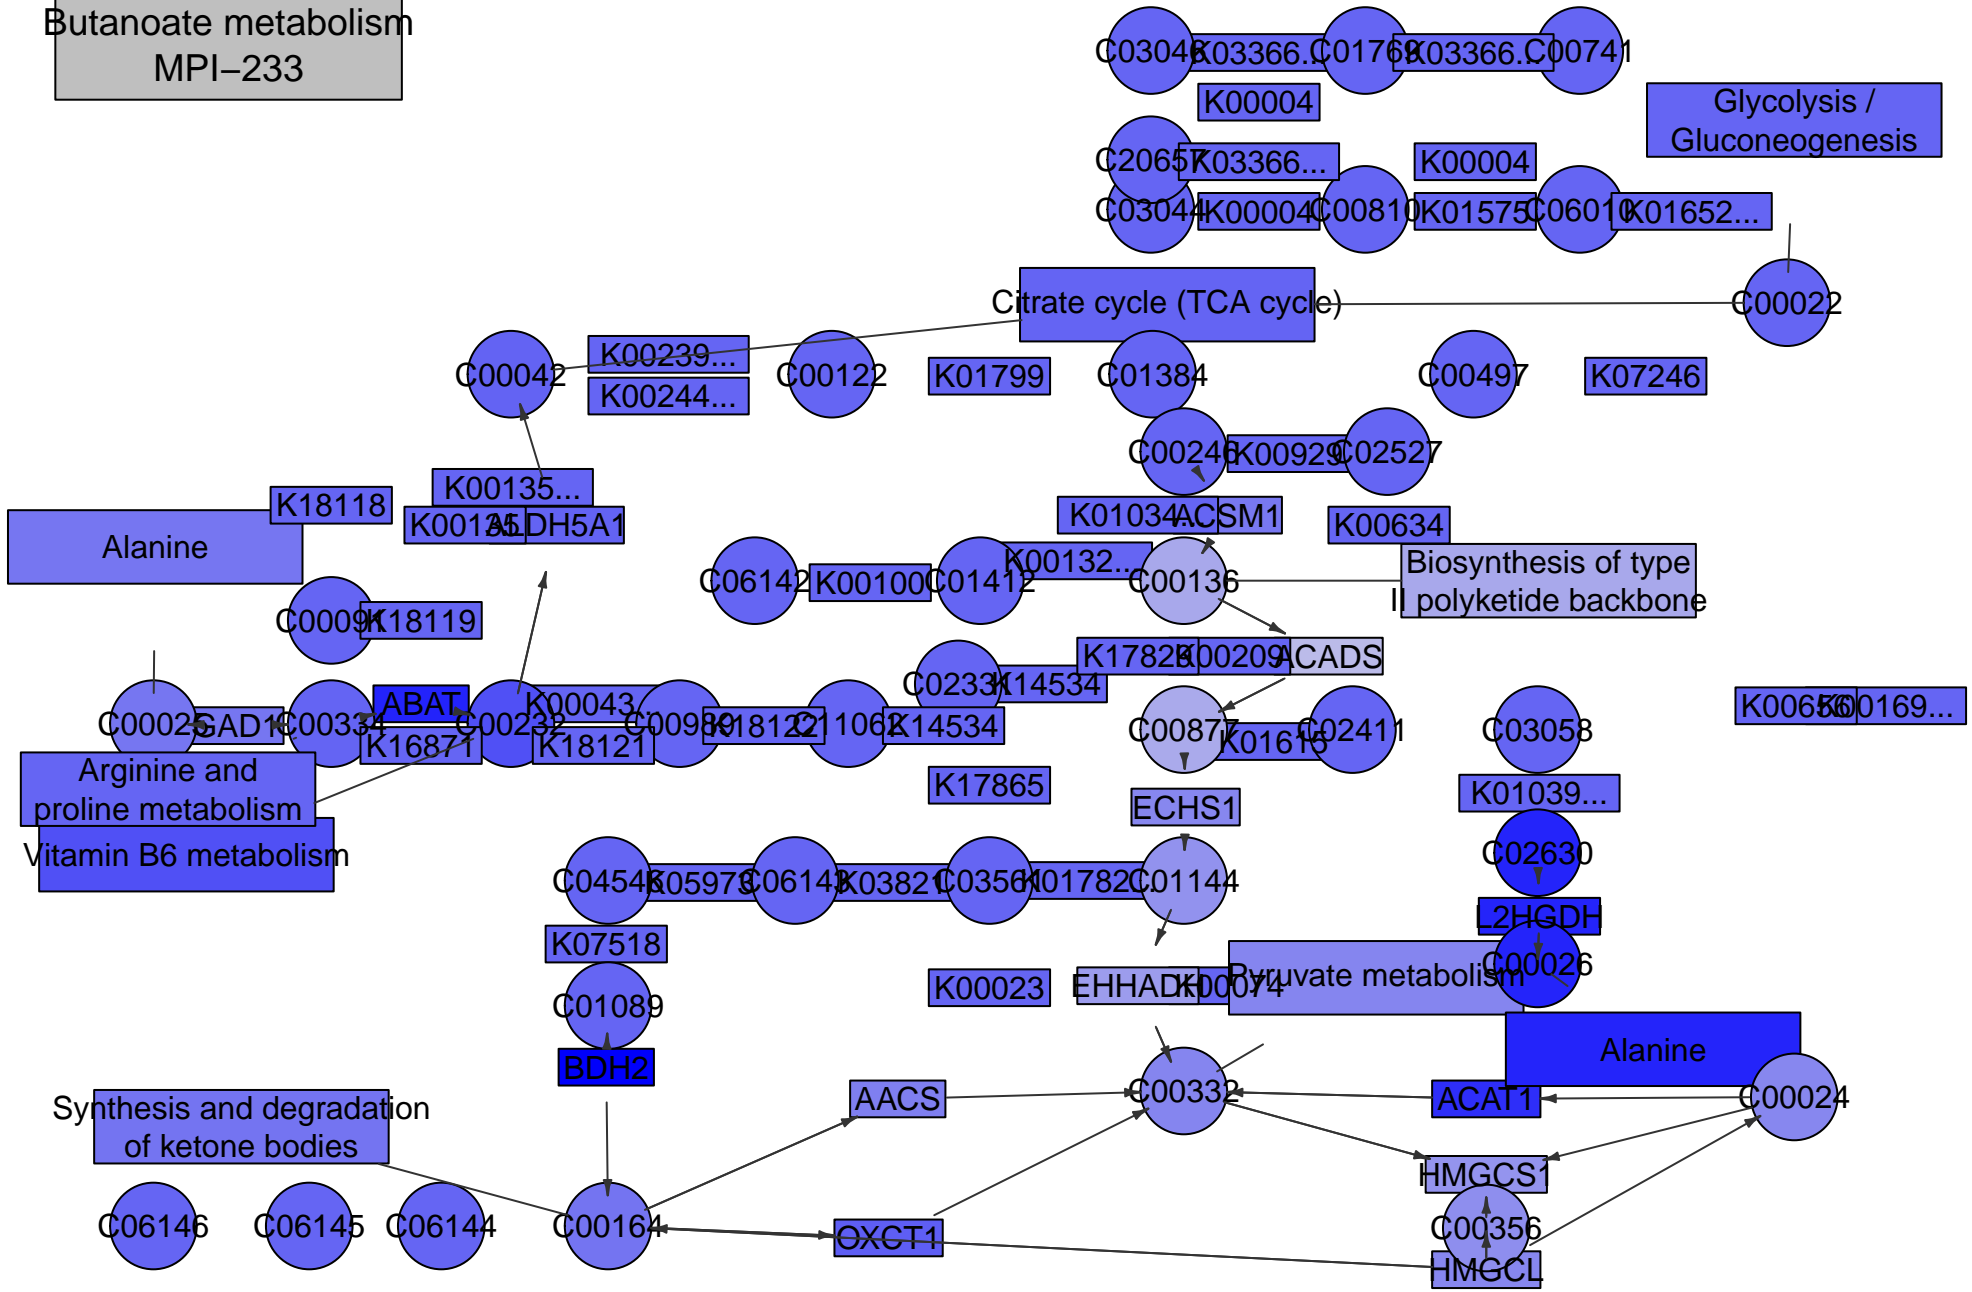 Butanoate metabolism
MPI−233
C03046
K03366...
C01769
K03366...
C00741
K00004
Glycolysis /
Gluconeogenesis
C20657
K03366...
K00004
C03044
K00004
C00810
K01575
C06010
K01652...
Citrate cycle (TCA cycle)
C00022
C00042
K00239...
K00244...
C00122
K01799
C01384
C00497
K07246
C00246
K00929
C02527
K18118
K00135...
K00135
ALDH5A1
K01034...
ACSM1
K00634
Alanine
C06142
K00100
C01412
K00132...
C00136
Biosynthesis of type
II polyketide backbone
C00091
K18119
K17829
K00209
ACADS
C02331
K14534
C00025
GAD1
C00334
ABAT
K16871
C00232
K00043...
K18121
C00989
K18122
C11062
K14534
C00877
K01615
C02411
C03058
K00656
K00169...
Arginine and
proline metabolism
K17865
ECHS1
K01039...
Vitamin B6 metabolism
C04546
K05973
C06143
K03821
C03561
K01782...
C01144
C02630
L2HGDH
K07518
C01089
K00023
EHHADH
K00074
Pyruvate metabolism
C00026
BDH2
Alanine
Synthesis and degradation
of ketone bodies
AACS
C00332
ACAT1
C00024
HMGCS1
C06146
C06145
C06144
C00164
OXCT1
C00356
HMGCL